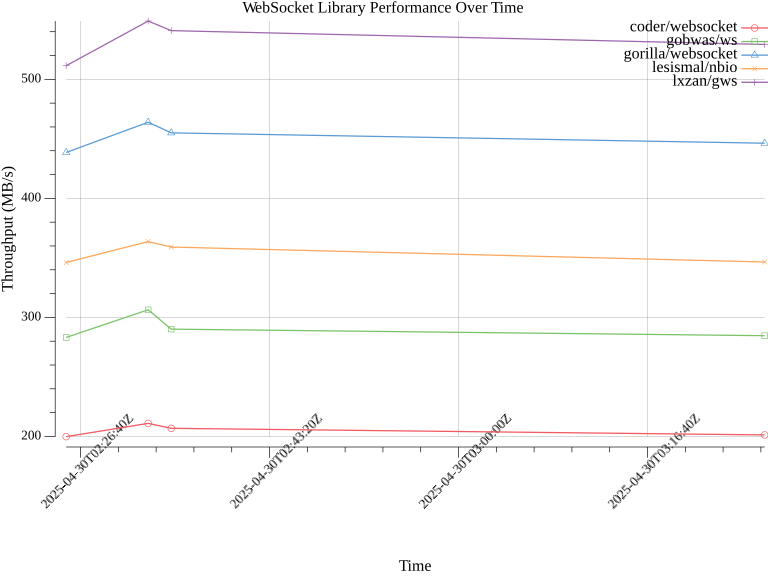 WebSocket Library Performance Over Time
coder/websocket
gobwas/ws
gorilla/websocket
lesismal/nbio
lxzan/gws
Throughput (MB/s)
500
400
300
200
2025-04-30T02:26:40Z
2025-04-30T02:43:20Z
2025-04-30T03:00:00Z
2025-04-30T03:16:40Z
Time